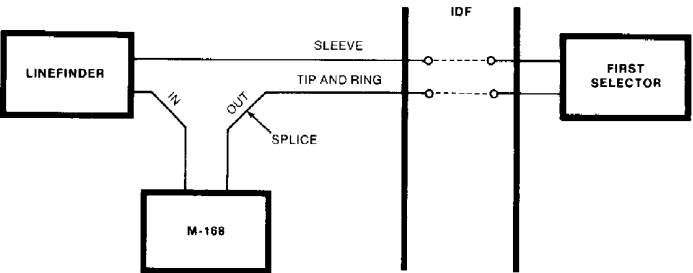 IDF
SLEEVE
LINEFINDER
FIRST
SELECTOR
TIP AND RING
IN
OUT
SPLICE
M-168